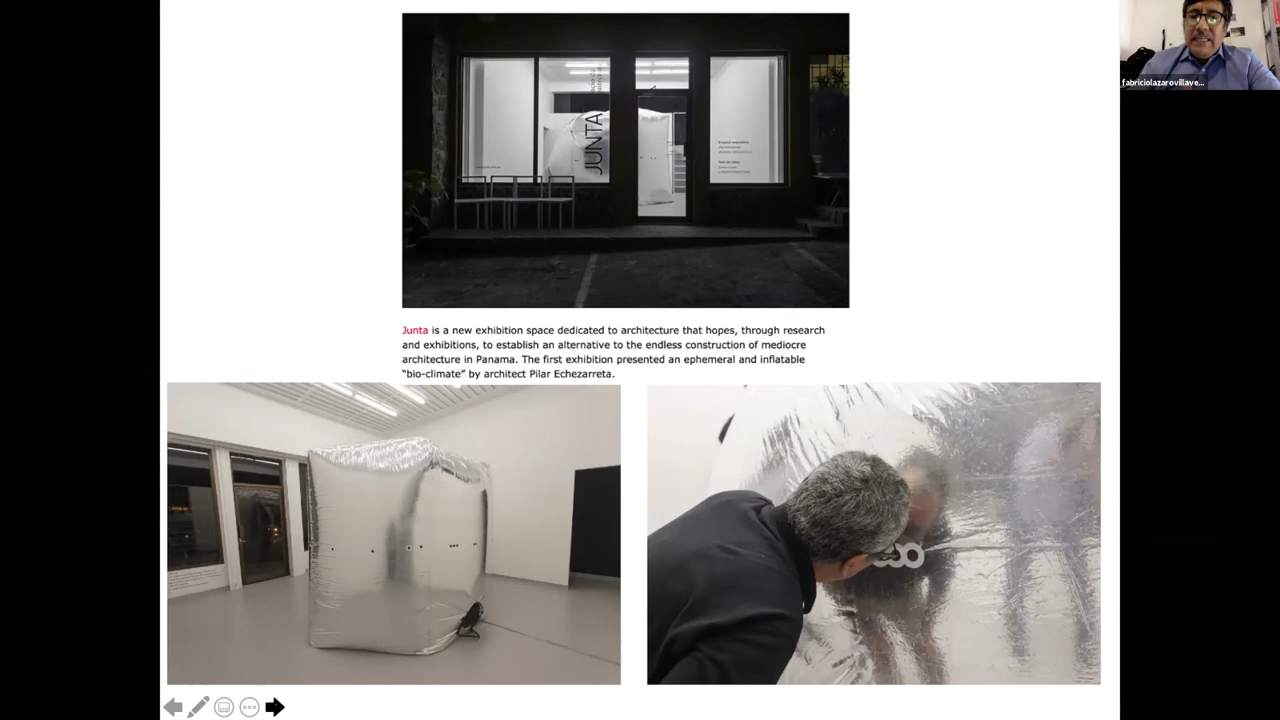 fabriciolazarovillave...
JUNTA
Junta is a new exhibition space dedicated to architecture that hopes, through research
and exhibitions, to establish an alternative to the endless construction of mediocre
architecture in Panama. The first exhibition presented an ephemeral and inflatable
“bio-climate” by architect Pilar Echezarreta.